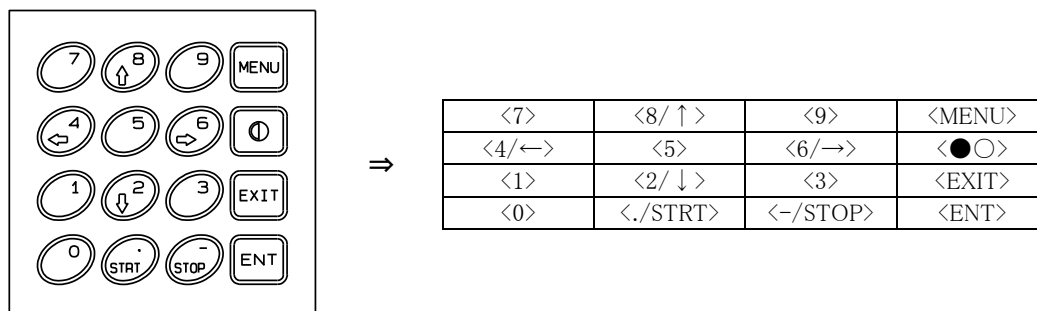 7 8 9 MENU
4 5 6
1 2 3 EXIT
0 . STRT - STOP ENT
⇒
<7> <8/↑> <9> <MENU>
<4/←> <5> <6/→> <●○>
<1> <2/↓> <3> <EXIT>
<0> <./STRT> <-/STOP> <ENT>